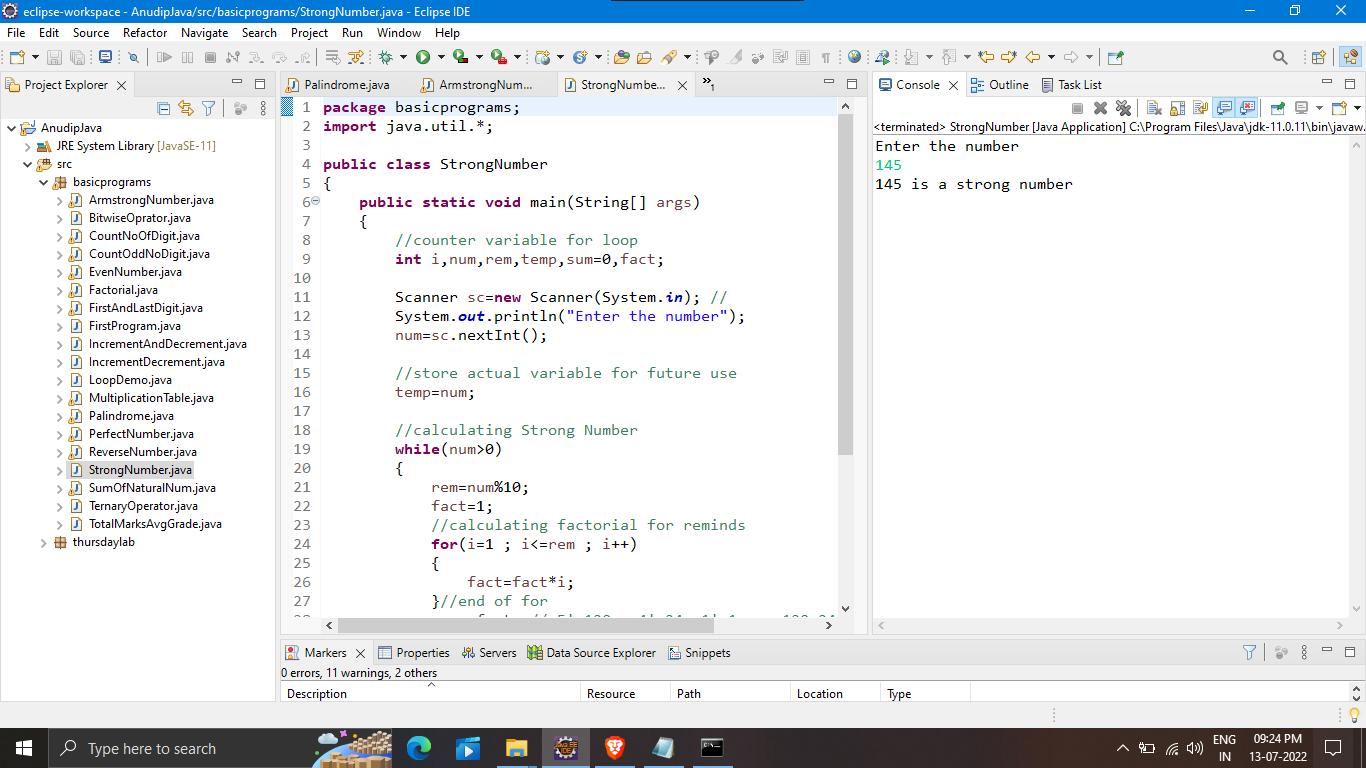 eclipse-workspace - AnudipJava/src/basicprograms/StrongNumber.java - Eclipse IDE
File Edit Source Refactor Navigate Search Project Run Window Help
Project Explorer
AnudipJava
JRE System Library [JavaSE-11]
src
basicprograms
ArmstrongNumber.java
BitwiseOprator.java
CountNoOfDigit.java
CountOddNoDigit.java
EvenNumber.java
Factorial.java
FirstAndLastDigit.java
FirstProgram.java
IncrementAndDecrement.java
IncrementDecrement.java
LoopDemo.java
MultiplicationTable.java
Palindrome.java
PerfectNumber.java
ReverseNumber.java
StrongNumber.java
SumOfNaturalNum.java
TernaryOperator.java
TotalMarksAvgGrade.java
thursdaylab
Palindrome.java ArmstrongNum... StrongNumbe... »1
1 package basicprograms;
2 import java.util.*;
3
4 public class StrongNumber
5 {
6 public static void main(String[] args)
7 {
8 //counter variable for loop
9 int i,num,rem,temp,sum=0,fact;
10
11 Scanner sc=new Scanner(System.in); //
12 System.out.println("Enter the number");
13 num=sc.nextInt();
14
15 //store actual variable for future use
16 temp=num;
17
18 //calculating Strong Number
19 while(num>0)
20 {
21 rem=num%10;
22 fact=1;
23 //calculating factorial for reminds
24 for(i=1 ; i<=rem ; i++)
25 {
26 fact=fact*i;
27 }//end of for
Console Outline Task List
<terminated> StrongNumber [Java Application] C:\Program Files\Java\jdk-11.0.11\bin\javaw.
Enter the number
145
145 is a strong number
Markers Properties Servers Data Source Explorer Snippets
0 errors, 11 warnings, 2 others
Description Resource Path Location Type
Type here to search
ENG
IN
09:24 PM
13-07-2022